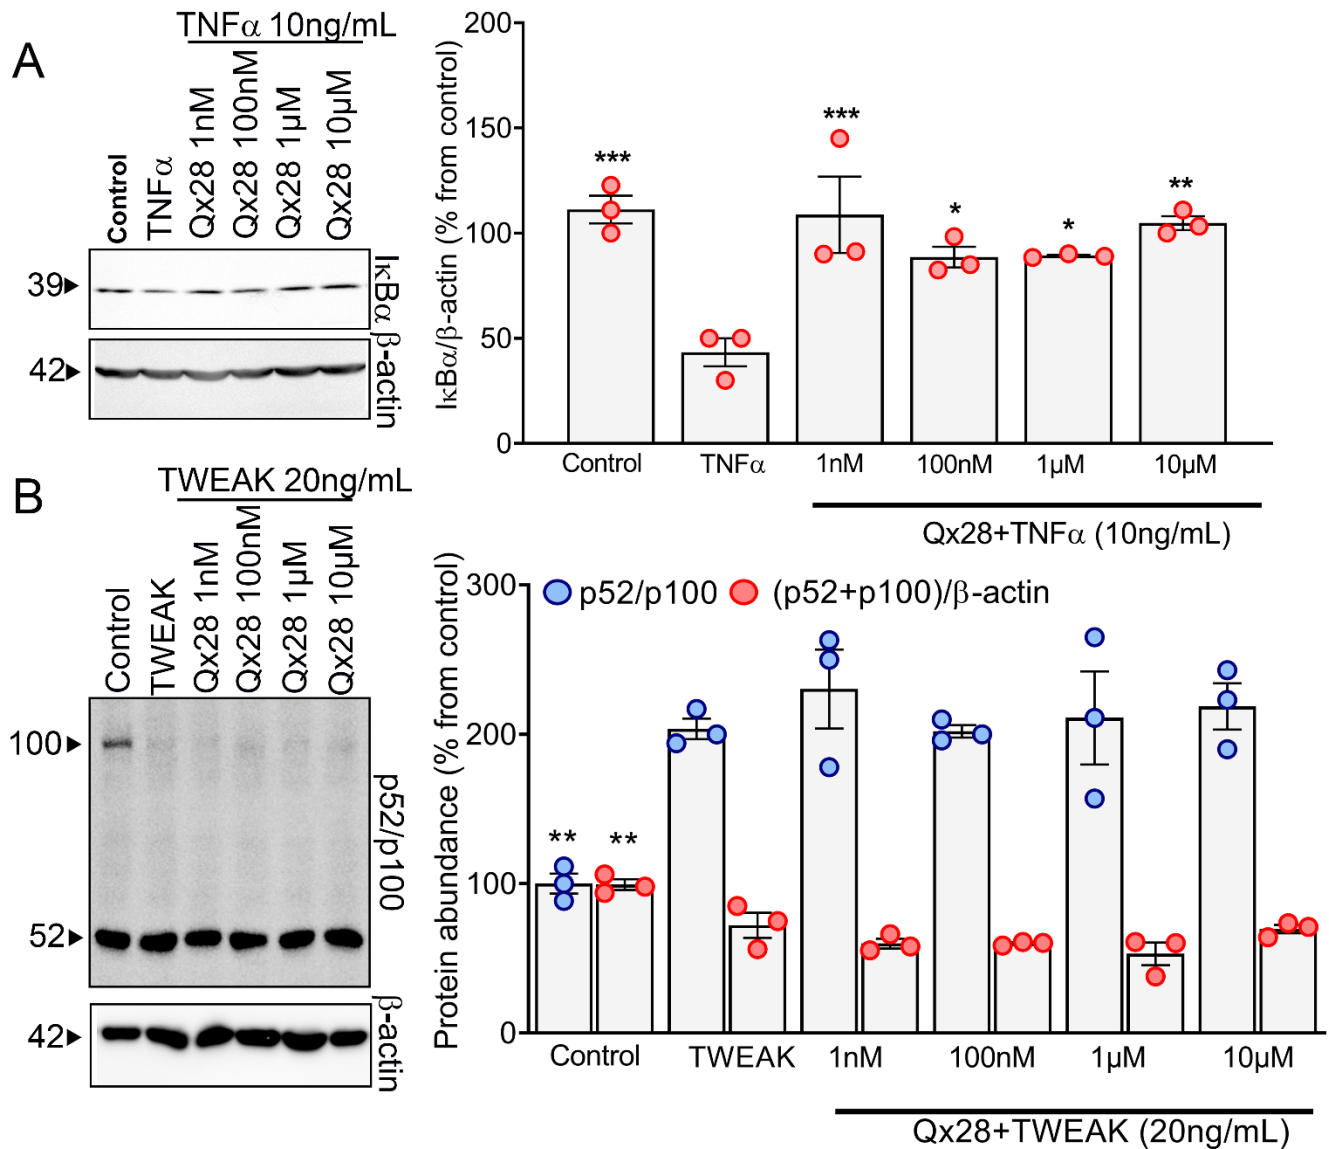 A
TNFα 10ng/mL
Control
TNFα
Qx28 1nM
Qx28 100nM
Qx28 1µM
Qx28 10µM
39
IκBα
42
β-actin
IκBα/β-actin (% from control)
200
150
100
50
0
***
***
*
*
**
Control
TNFα
1nM
100nM
1µM
10µM
Qx28+TNFα (10ng/mL)
B
TWEAK 20ng/mL
Control
TWEAK
Qx28 1nM
Qx28 100nM
Qx28 1µM
Qx28 10µM
100
52
p52/p100
42
β-actin
Protein abundance (% from control)
300
200
100
0
p52/p100
(p52+p100)/β-actin
**
**
Control
TWEAK
1nM
100nM
1µM
10µM
Qx28+TWEAK (20ng/mL)